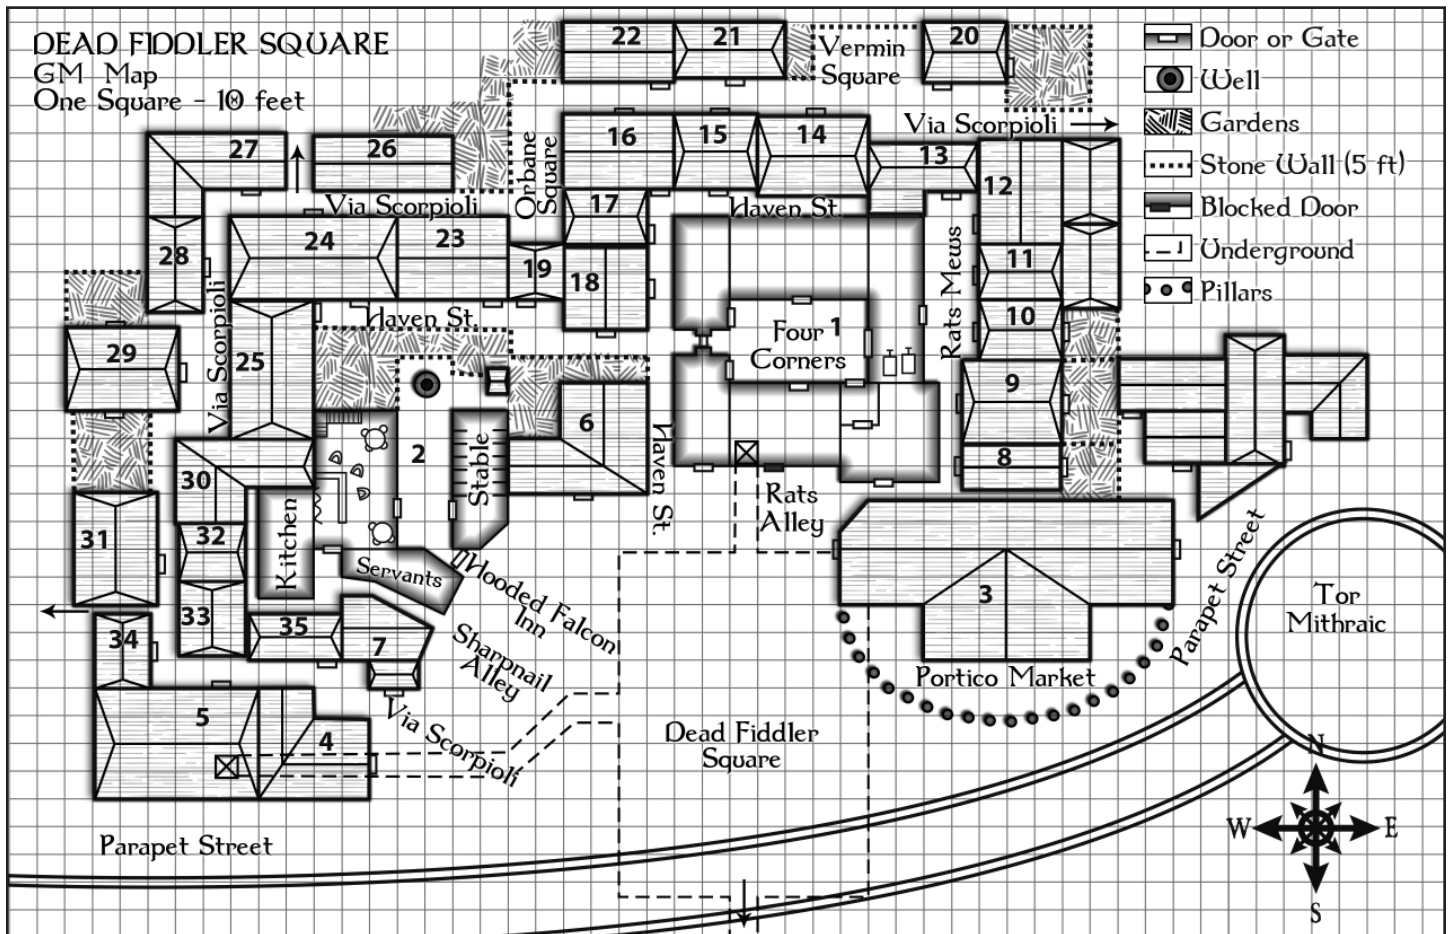 DEAD FIDDLER SQUARE
GM Map
One Square - 10 feet
22
21
Vermin
Square
20
Door or Gate
Well
Gardens
Stone Wall (5 ft)
Blocked Door
Underground
Pillars
27
26
Orbane
Square
16
15
14
Via Scorpioli
13
12
Via Scorpioli
17
Haven St.
28
24
23
19
18
Rats Mews
11
10
Haven St.
29
Via Scorpioli
25
Four
Corners
1
9
6
2
Stable
Haven St.
8
30
Kitchen
Rats
Alley
31
32
Servants
Hooded Falcon
Inn
3
Parapet Street
Tor
Mithraic
33
34
35
7
Sharpnail
Alley
Portico Market
5
4
Via Scorpioli
Dead Fiddler
Square
Parapet Street
N
W
E
S